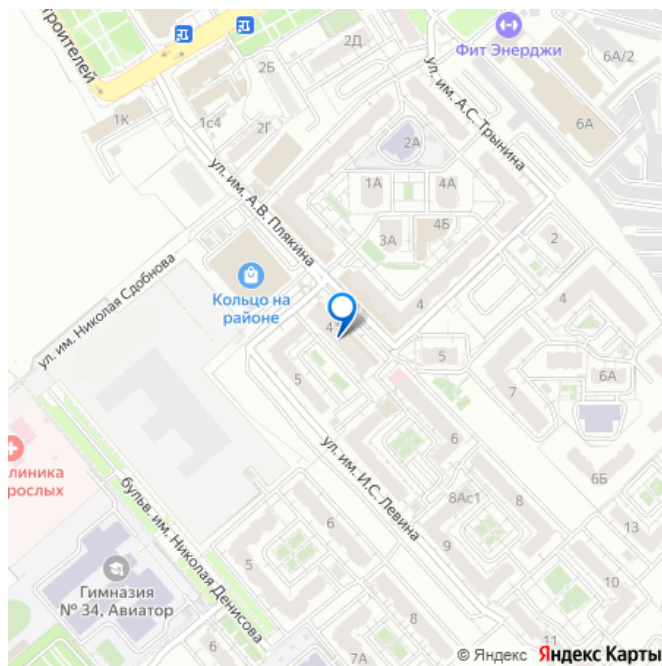 троителей
2Д
Фит Энерджи
6А/2
1К
1с4
2Б
2Г
ул. им. А.С. Трынина
6А
2А
ул. им. А.В. Плякина
1А
4А
4Б
3А
2
ул. им. Николая Сдобнова
Кольцо на
районе
4
4
4
5
5
7
6А
6
ул. им. И.С. Левина
8Ас1
8
6Б
линика
рослых
бульв. им. Николая Денисова
9
13
5
Гимназия
№ 34, Авиатор
10
8
6
7А
11
© Яндекс Яндекс Карты